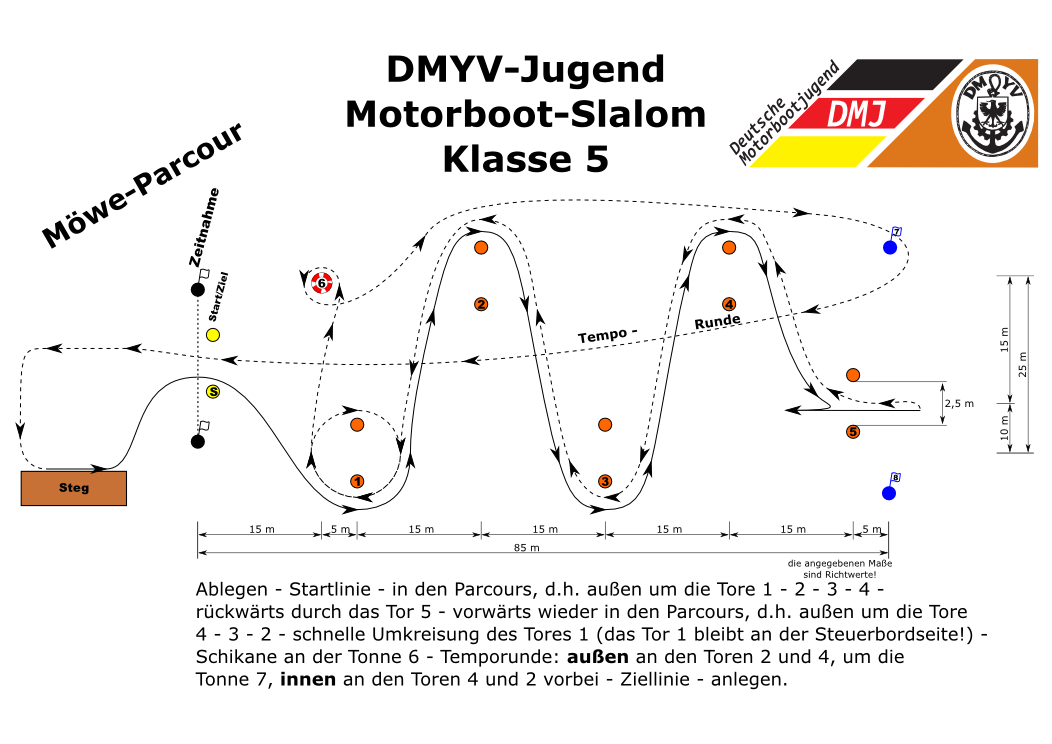 DMYV-Jugend
Motorboot-Slalom
Klasse 5
Deutsche
Motorbootjugend
DMJ
DMYV
Möwe-Parcour
Zeitnahme
Start/Ziel
7
6
2
4
Tempo -
Runde
15 m
25 m
S
2,5 m
10 m
5
1
3
Steg
8
15 m
5 m
15 m
15 m
15 m
15 m
5 m
85 m
die angegebenen Maße
sind Richtwerte!
Ablegen - Startlinie - in den Parcours, d.h. außen um die Tore 1 - 2 - 3 - 4 -
rückwärts durch das Tor 5 - vorwärts wieder in den Parcours, d.h. außen um die Tore
4 - 3 - 2 - schnelle Umkreisung des Tores 1 (das Tor 1 bleibt an der Steuerbordseite!) -
Schikane an der Tonne 6 - Temporunde: außen an den Toren 2 und 4, um die
Tonne 7, innen an den Toren 4 und 2 vorbei - Ziellinie - anlegen.